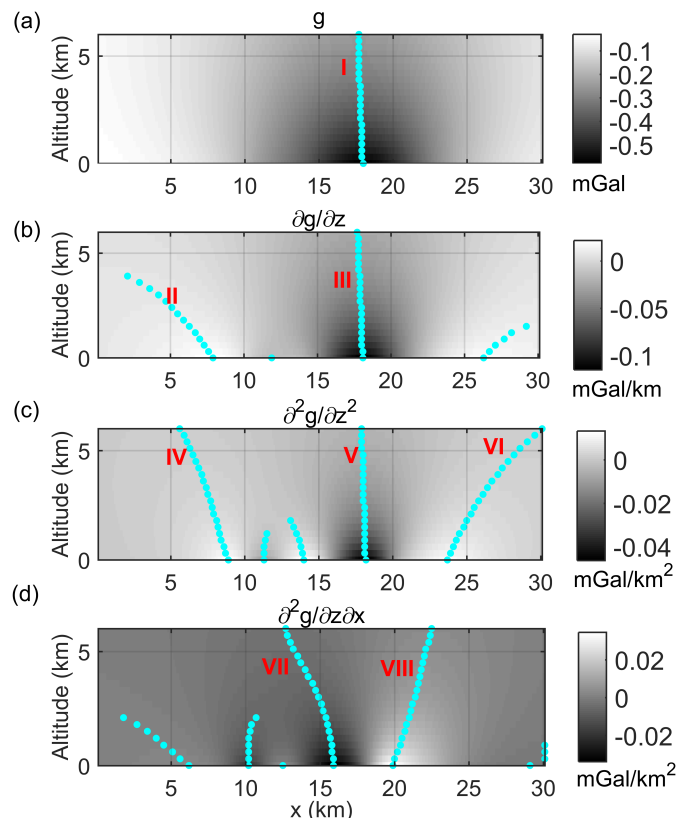 (a)
g
Altitude (km)
5
0
I
5 10 15 20 25 30
-0.1
-0.2
-0.3
-0.4
-0.5
mGal
(b)
∂g/∂z
Altitude (km)
5
0
II
III
5 10 15 20 25 30
0
-0.05
-0.1
mGal/km
(c)
∂²g/∂z²
Altitude (km)
5
0
IV
V
VI
5 10 15 20 25 30
0
-0.02
-0.04
mGal/km²
(d)
∂²g/∂z∂x
Altitude (km)
5
0
VII
VIII
5 10 15 20 25 30
x (km)
0.02
0
-0.02
mGal/km²